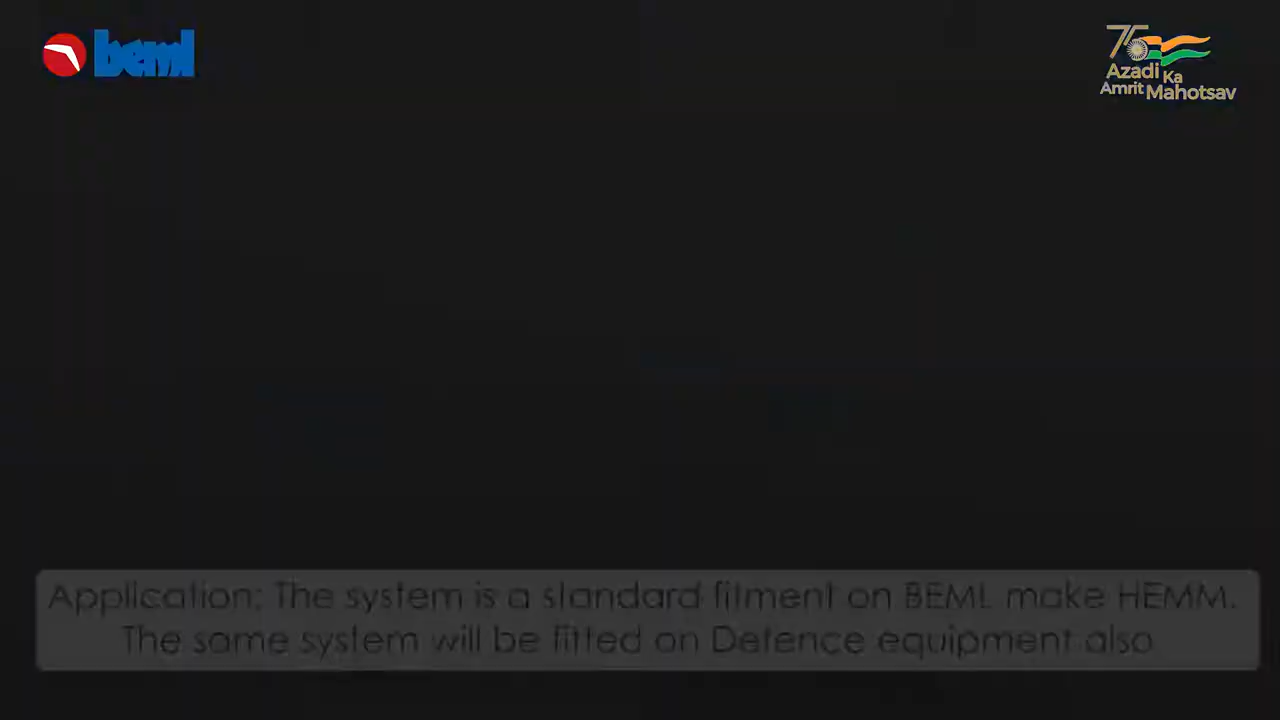 beml
75
Azadi Ka
Amrit Mahotsav
Application: The system is a standard fitment on BEML make HEMM.
The same system will be fitted on Defence equipment also